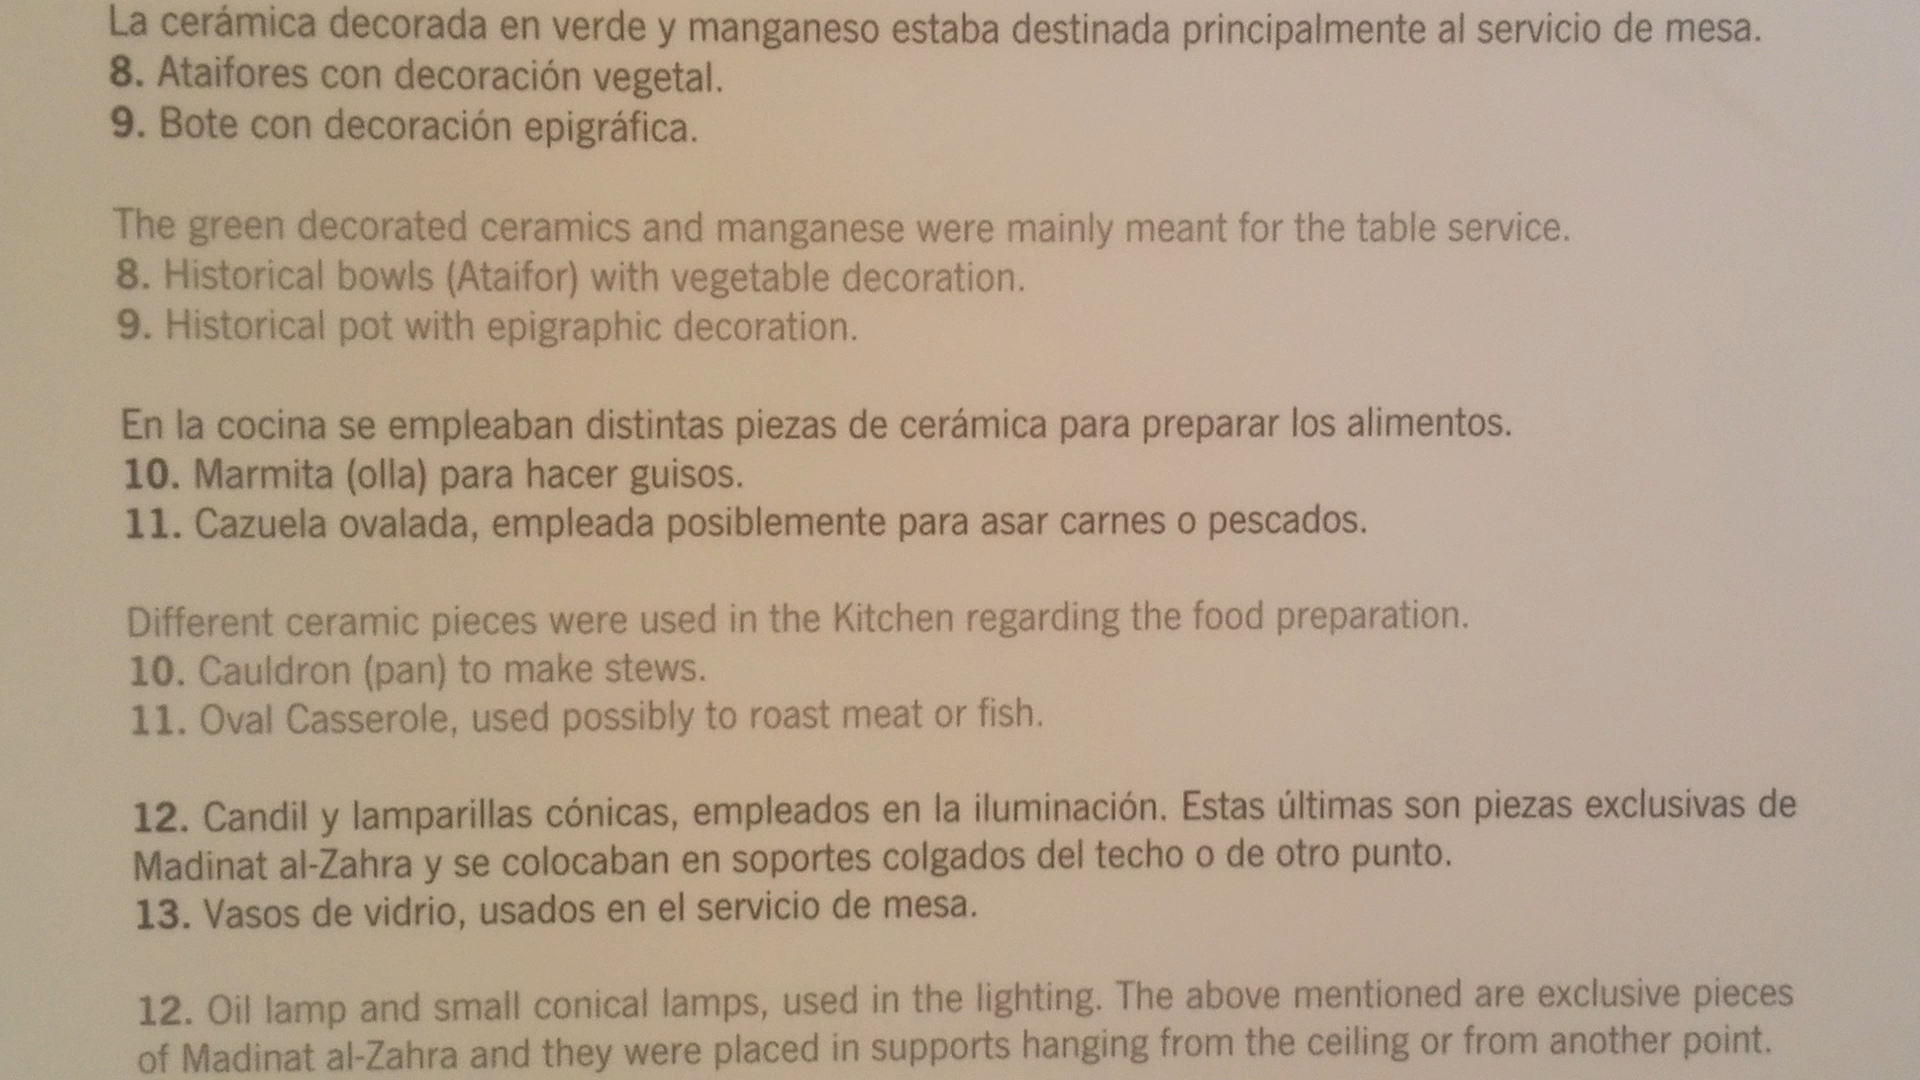 La cerámica decorada en verde y manganeso estaba destinada principalmente al servicio de mesa.
8. Ataifores con decoración vegetal.
9. Bote con decoración epigráfica.
The green decorated ceramics and manganese were mainly meant for the table service.
8. Historical bowls (Ataifor) with vegetable decoration.
9. Historical pot with epigraphic decoration.
En la cocina se empleaban distintas piezas de cerámica para preparar los alimentos.
10. Marmita (olla) para hacer guisos.
11. Cazuela ovalada, empleada posiblemente para asar carnes o pescados.
Different ceramic pieces were used in the Kitchen regarding the food preparation.
10. Cauldron (pan) to make stews.
11. Oval Casserole, used possibly to roast meat or fish.
12. Candil y lamparillas cónicas, empleados en la iluminación. Estas últimas son piezas exclusivas de
Madinat al-Zahra y se colocaban en soportes colgados del techo o de otro punto.
13. Vasos de vidrio, usados en el servicio de mesa.
12. Oil lamp and small conical lamps, used in the lighting. The above mentioned are exclusive pieces
of Madinat al-Zahra and they were placed in supports hanging from the ceiling or from another point.